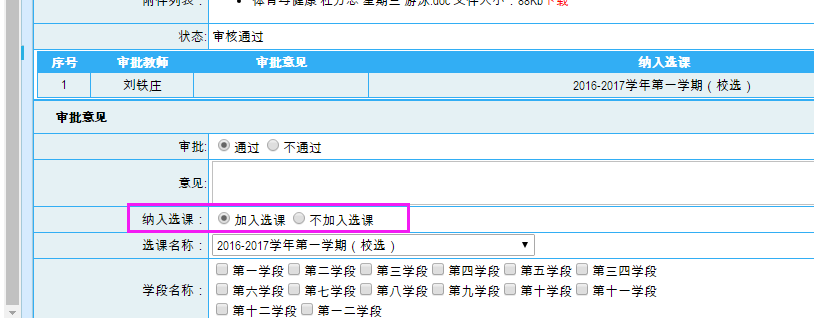 附件列表： • 体育与健康 杜力志 星期三 游泳.doc 文件大小：88Kb下载
状态: 审核通过
序号 审批教师 审批意见 纳入选课
1 刘铁庄 2016-2017学年第一学期（校选）
审批意见
审批: 通过 不通过
意见:
纳入选课： 加入选课 不加入选课
选课名称： 2016-2017学年第一学期（校选）
学段名称： 第一学段 第二学段 第三学段 第四学段 第五学段 第三四学段
第六学段 第七学段 第八学段 第九学段 第十学段 第十一学段
第十二学段 第一二学段